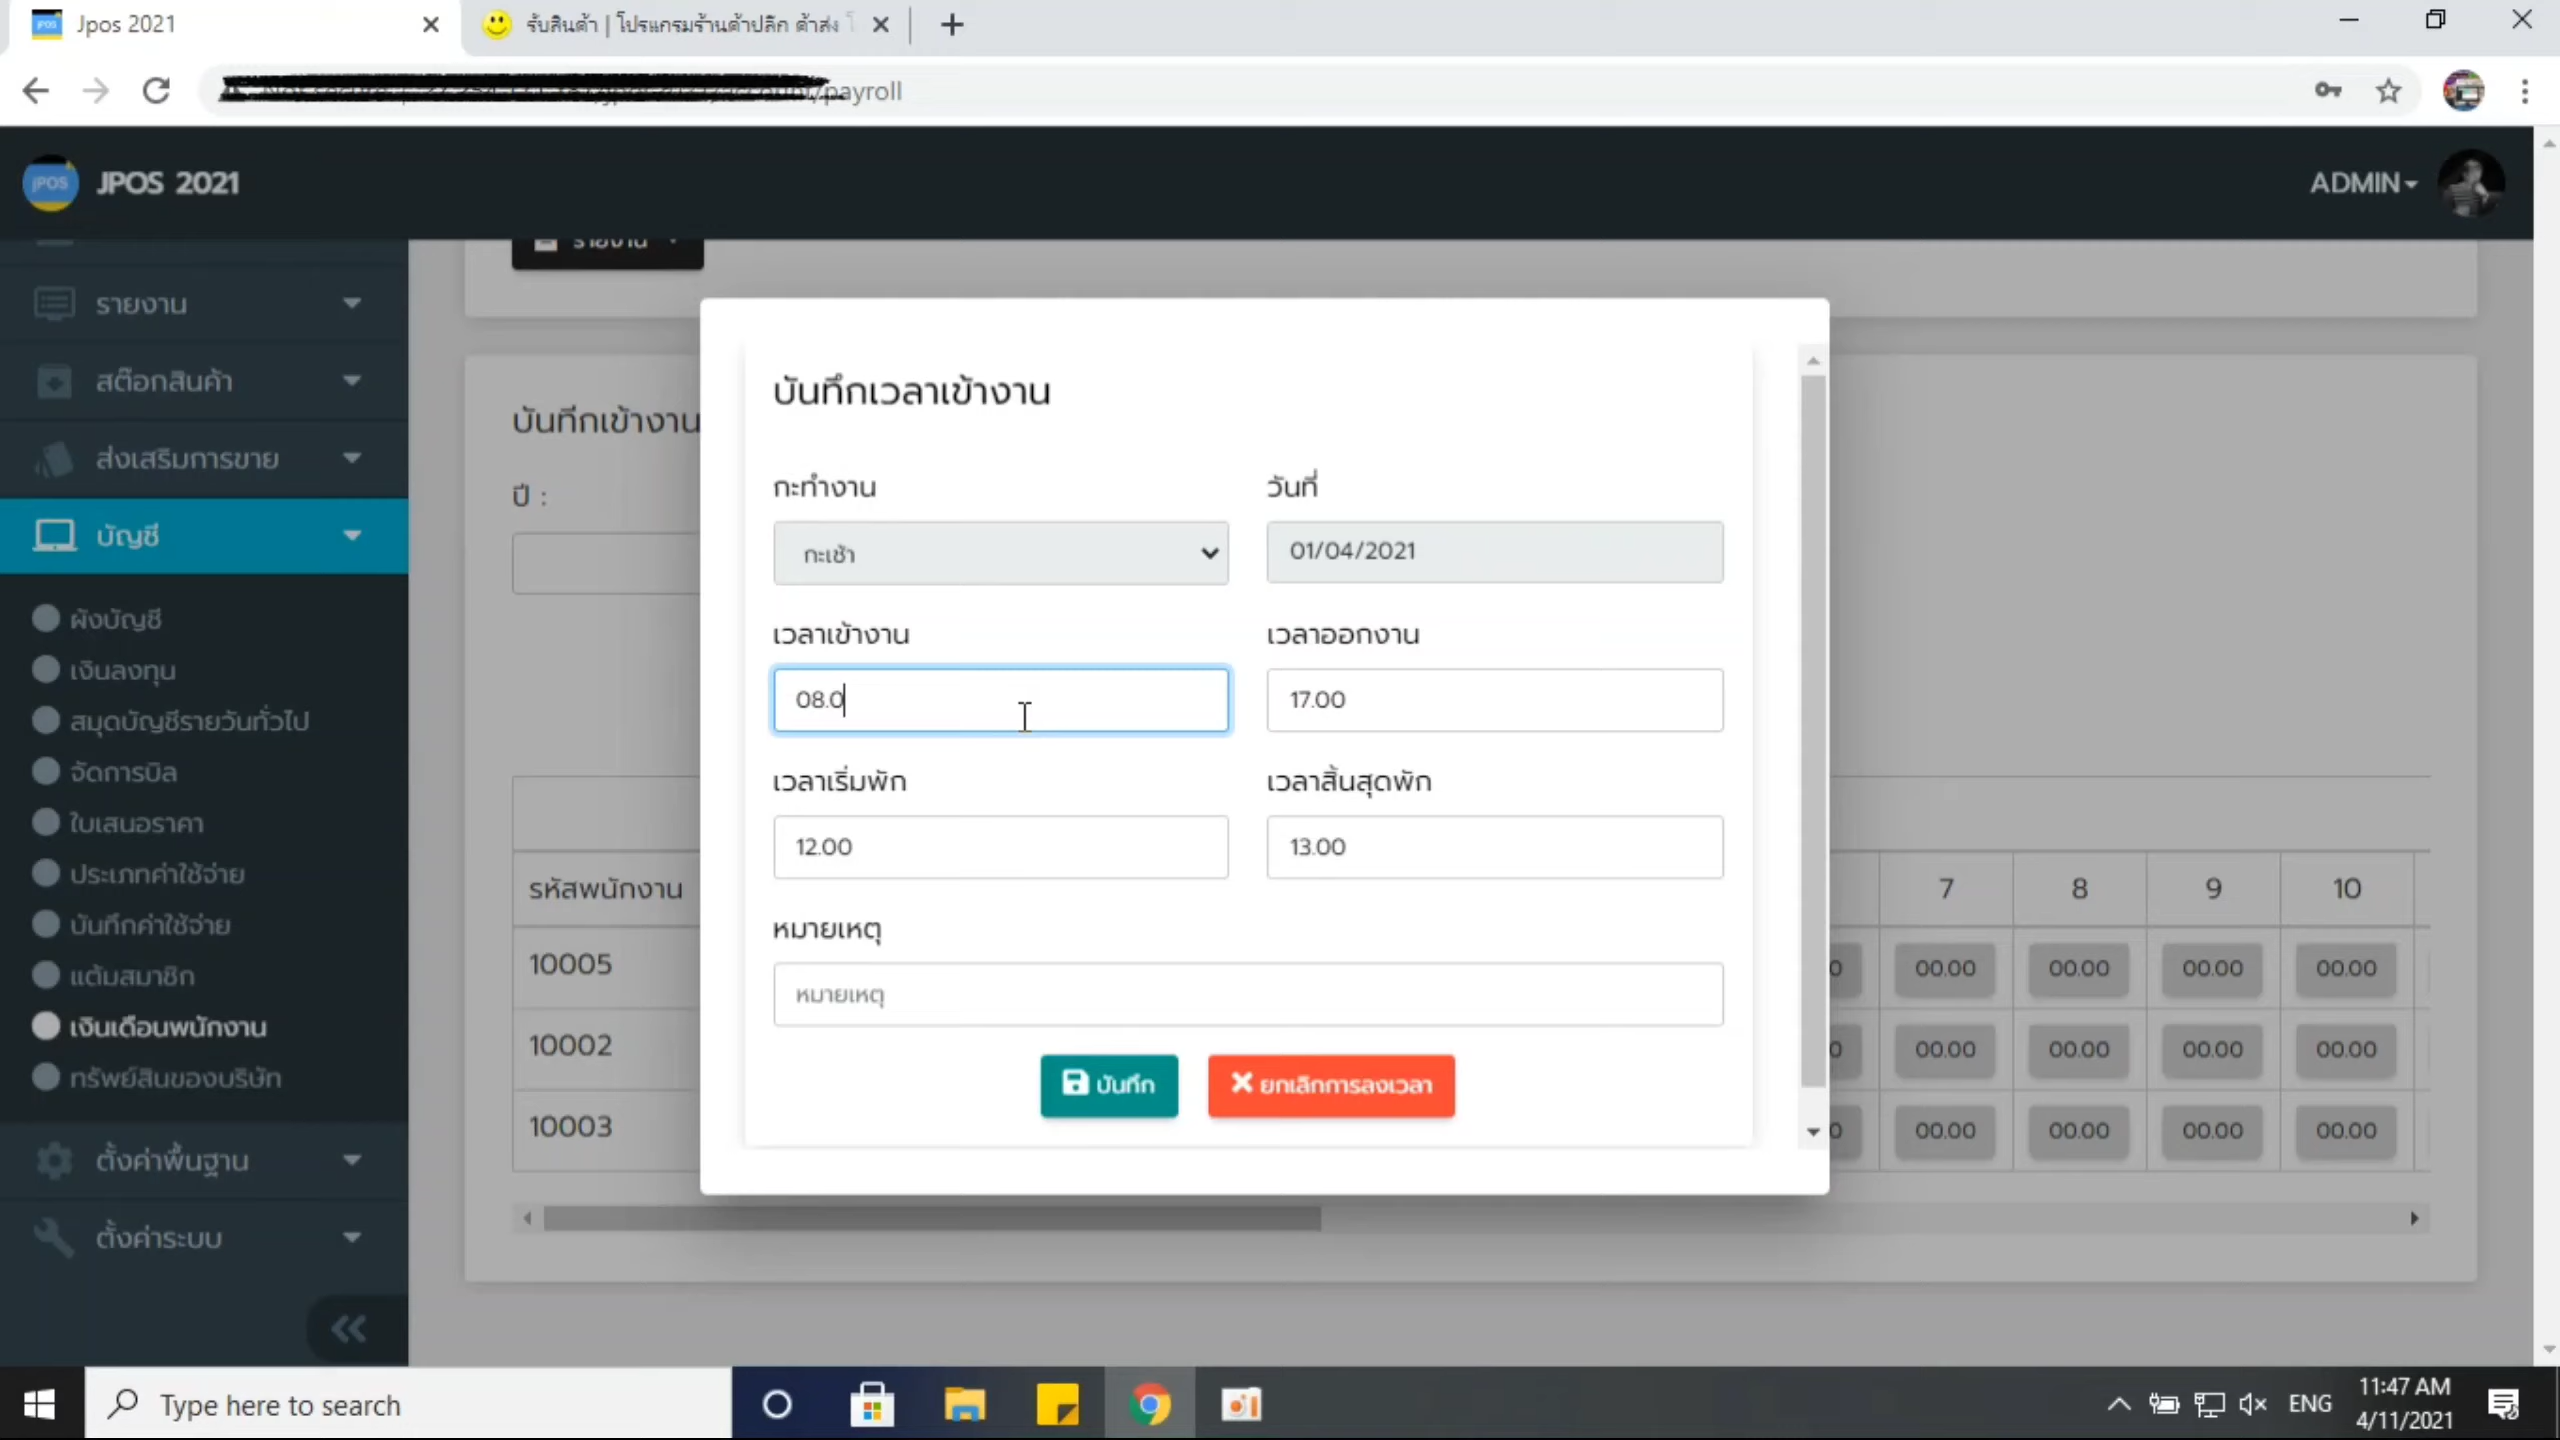 Jpos 2021
รับสินค้า | โปรแกรมร้านค้าปลีก ค้าส่ง
/payroll
JPOS 2021
ADMIN
รายงาน
รายงาน
สต๊อกสินค้า
ส่งเสริมการขาย
บัญชี
ผังบัญชี
เงินลงทุน
สมุดบัญชีรายวันทั่วไป
จัดการบิล
ใบเสนอราคา
ประเภทค่าใช้จ่าย
บันทึกค่าใช้จ่าย
แต้มสมาชิก
เงินเดือนพนักงาน
ทรัพย์สินของบริษัท
ตั้งค่าพื้นฐาน
ตั้งค่าระบบ
บันทึกเข้างาน
ปี :
บันทึกเวลาเข้างาน
กะทำงาน วันที่
กะเช้า 01/04/2021
เวลาเข้างาน เวลาออกงาน
08.0 17.00
เวลาเริ่มพัก เวลาสิ้นสุดพัก
12.00 13.00
หมายเหตุ
หมายเหตุ
บันทึก ยกเลิกการลงเวลา
รหัสพนักงาน 7 8 9 10
10005 0 00.00 00.00 00.00 00.00
10002 0 00.00 00.00 00.00 00.00
10003 0 00.00 00.00 00.00 00.00
Type here to search
ENG
11:47 AM
4/11/2021